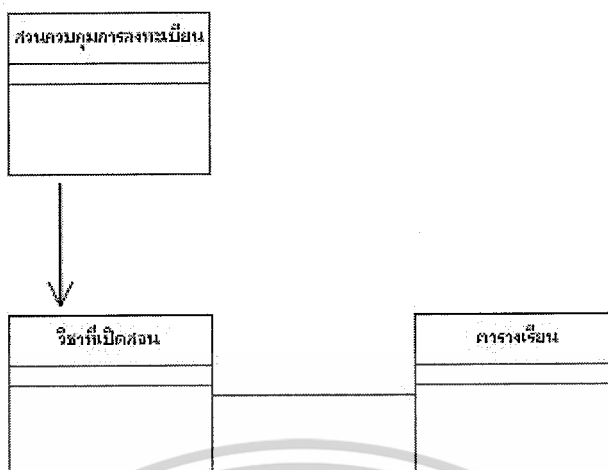 ส่วนควบคุมการลงทะเบียน
วิชาที่เปิดสอน
ตารางเรียน